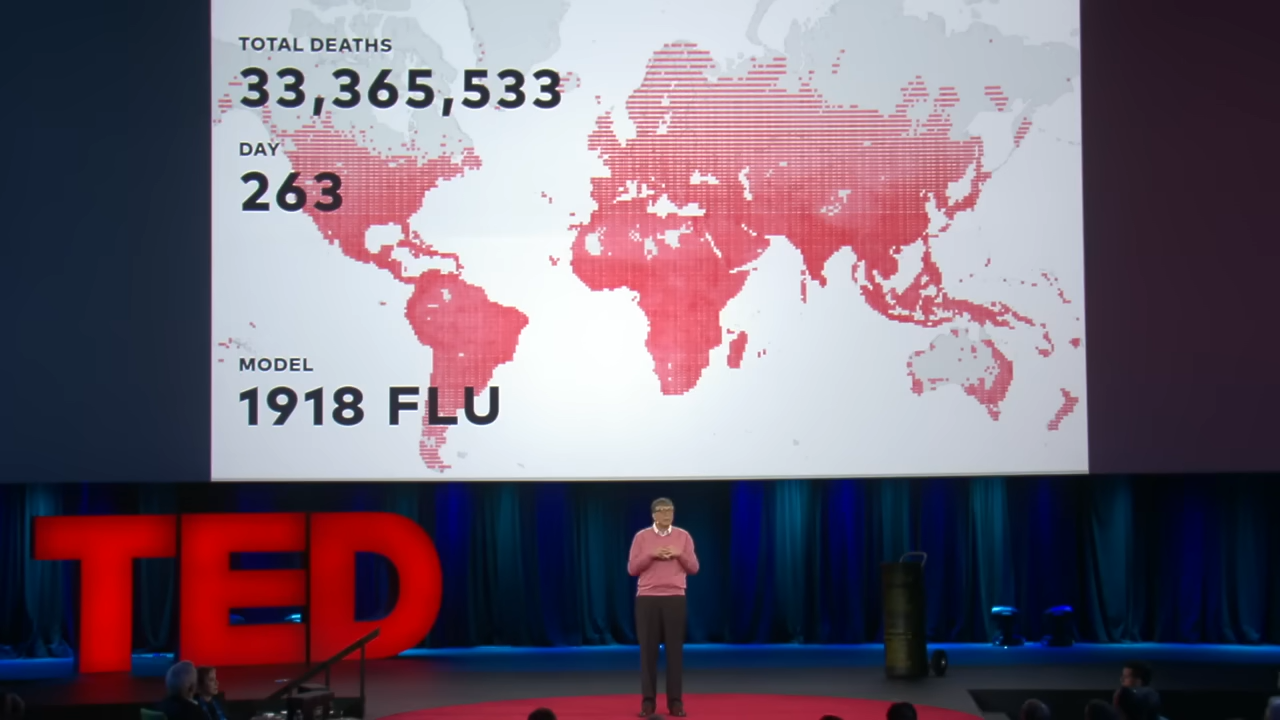 TOTAL DEATHS
33,365,533
DAY
263
MODEL
1918 FLU
TED